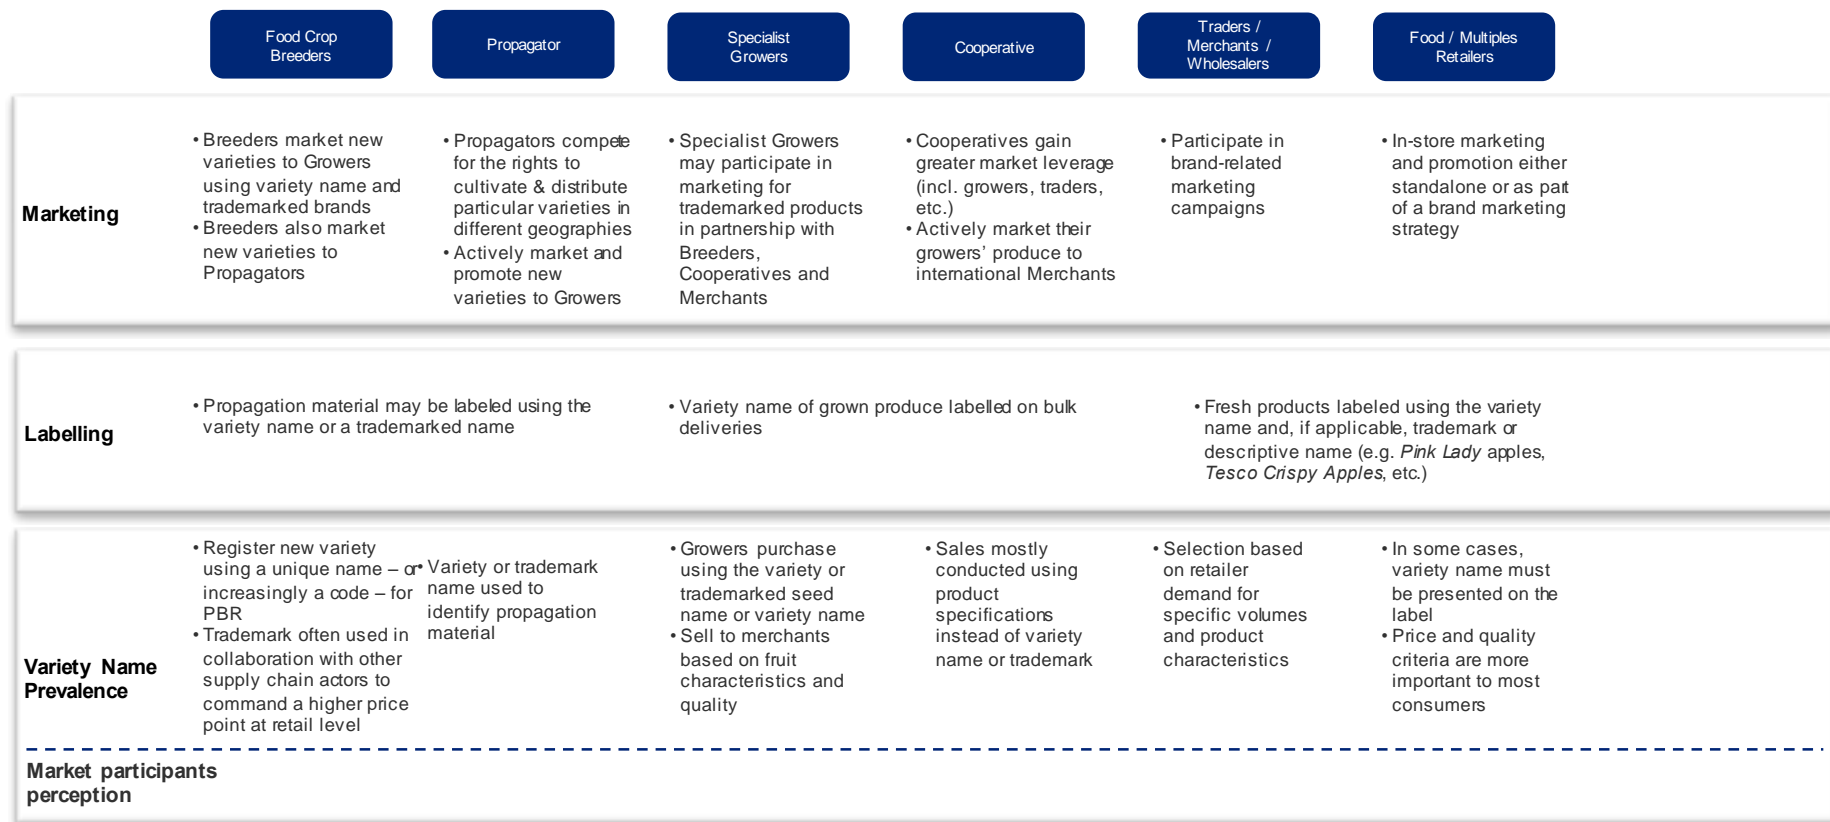 Food Crop
Breeders
Propagator
Specialist
Growers
Cooperative
Traders /
Merchants /
Wholesalers
Food / Multiples
Retailers
Marketing
• Breeders market new
varieties to Growers
using variety name and
trademarked brands
• Breeders also market
new varieties to
Propagators
• Propagators compete
for the rights to
cultivate & distribute
particular varieties in
different geographies
• Actively market and
promote new
varieties to Growers
• Specialist Growers
may participate in
marketing for
trademarked products
in partnership with
Breeders,
Cooperatives and
Merchants
• Cooperatives gain
greater market leverage
(incl. growers, traders,
etc.)
• Actively market their
growers’ produce to
international Merchants
• Participate in
brand-related
marketing
campaigns
• In-store marketing
and promotion either
standalone or as part
of a brand marketing
strategy
Labelling
• Propagation material may be labeled using the
variety name or a trademarked name
• Variety name of grown produce labelled on bulk
deliveries
• Fresh products labeled using the variety
name and, if applicable, trademark or
descriptive name (e.g. Pink Lady apples,
Tesco Crispy Apples, etc.)
Variety Name
Prevalence
• Register new variety
using a unique name – or
increasingly a code – for
PBR
• Trademark often used in
collaboration with other
supply chain actors to
command a higher price
point at retail level
• Variety or trademark
name used to
identify propagation
material
• Growers purchase
using the variety or
trademarked seed
name or variety name
• Sell to merchants
based on fruit
characteristics and
quality
• Sales mostly
conducted using
product
specifications
instead of variety
name or trademark
• Selection based
on retailer
demand for
specific volumes
and product
characteristics
• In some cases,
variety name must
be presented on the
label
• Price and quality
criteria are more
important to most
consumers
Market participants
perception